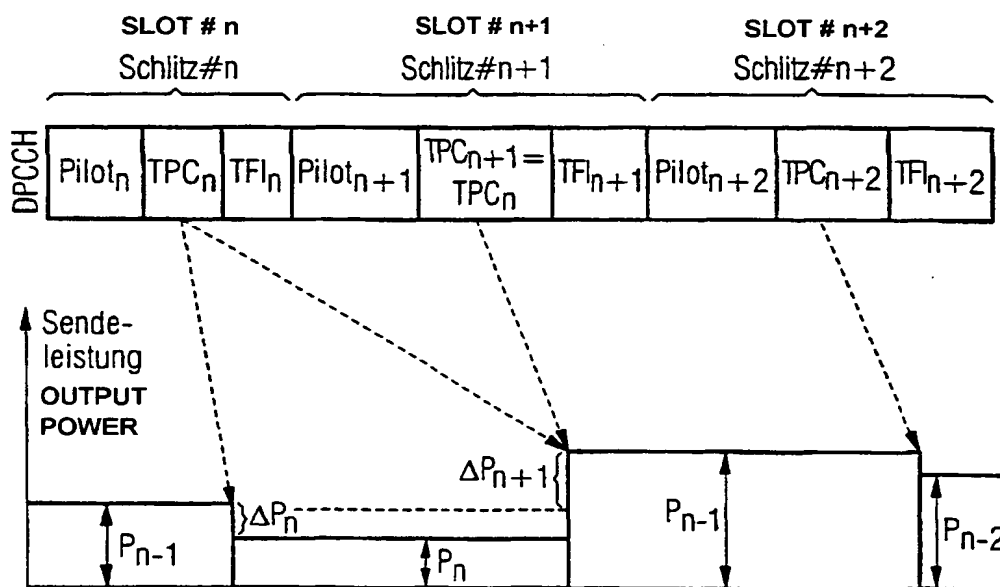 SLOT # n SLOT # n+1 SLOT # n+2
Schlitz#n Schlitz#n+1 Schlitz#n+2
DPCCH
Pilotn TPCn TFIn Pilotn+1 TPCn+1 = TPCn TFIn+1 Pilotn+2 TPCn+2 TFIn+2
Sende-
leistung
OUTPUT
POWER
ΔPn+1
ΔPn
Pn-1 Pn Pn-1 Pn-2